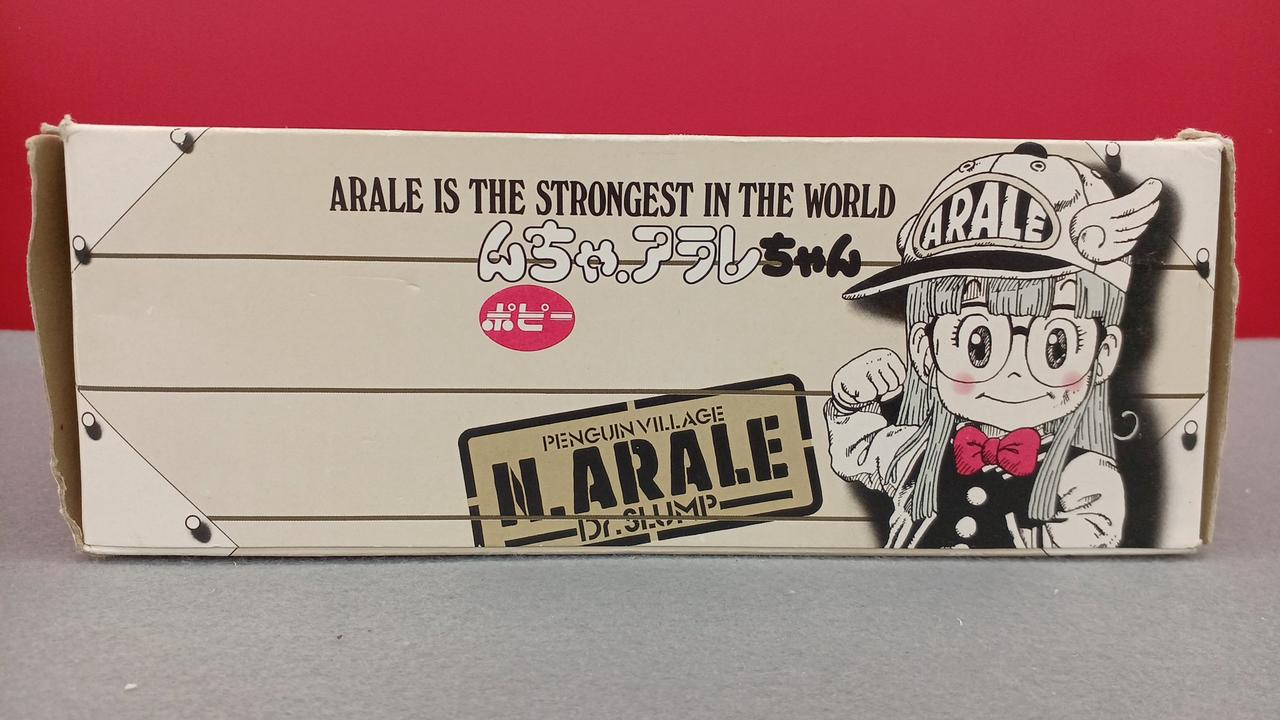 ARALE IS THE STRONGEST IN THE WORLD
んちゃ.アラレちゃん
ポピー
ARALE
PENGUIN VILLAGE
N.ARALE
Dr.SLUMP